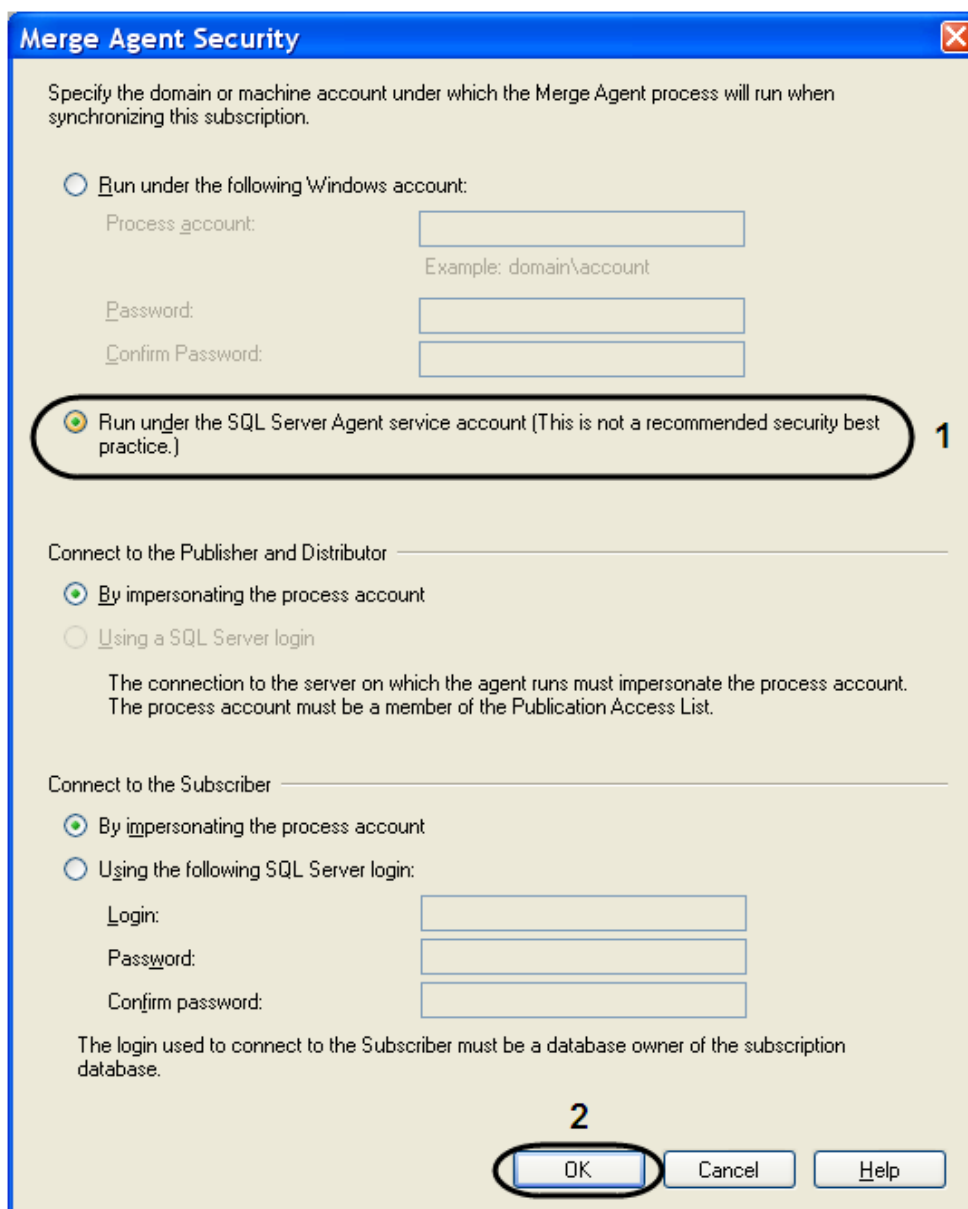 Merge Agent Security
Specify the domain or machine account under which the Merge Agent process will run when
synchronizing this subscription.
Run under the following Windows account:
Process account:
Example: domain\account
Password:
Confirm Password:
Run under the SQL Server Agent service account (This is not a recommended security best
practice.)
1
Connect to the Publisher and Distributor
By impersonating the process account
Using a SQL Server login
The connection to the server on which the agent runs must impersonate the process account.
The process account must be a member of the Publication Access List.
Connect to the Subscriber
By impersonating the process account
Using the following SQL Server login:
Login:
Password:
Confirm password:
The login used to connect to the Subscriber must be a database owner of the subscription
database.
2
OK Cancel Help